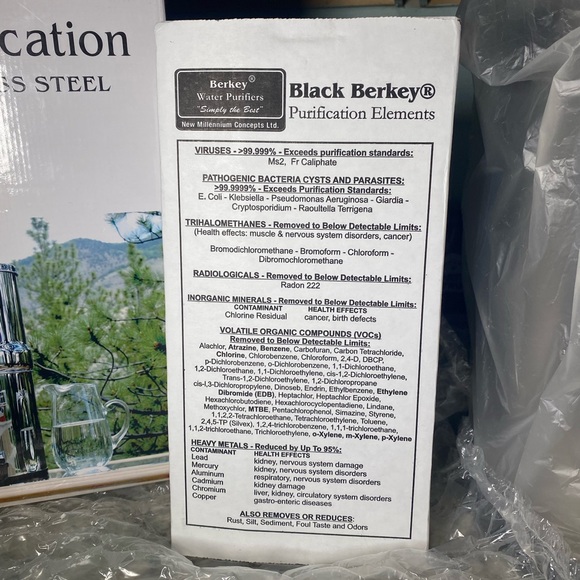 cation
SS STEEL
Berkey®
Water Purifiers
"Simply the Best"
New Millennium Concepts Ltd.
Black Berkey®
Purification Elements
VIRUSES - >99.999% - Exceeds purification standards:
Ms2, Fr Caliphate
PATHOGENIC BACTERIA CYSTS AND PARASITES:
>99.9999% - Exceeds Purification Standards:
E. Coli - Klebsiella - Pseudomonas Aeruginosa - Giardia -
Cryptosporidium - Raoultella Terrigena
TRIHALOMETHANES - Removed to Below Detectable Limits:
(Health effects: muscle & nervous system disorders, cancer)
Bromodichloromethane - Bromoform - Chloroform -
Dibromochloromethane
RADIOLOGICALS - Removed to Below Detectable Limits:
Radon 222
INORGANIC MINERALS - Removed to Below Detectable Limits:
CONTAMINANT HEALTH EFFECTS
Chlorine Residual cancer, birth defects
VOLATILE ORGANIC COMPOUNDS (VOCs)
Removed to Below Detectable Limits:
Alachlor, Atrazine, Benzene, Carbofuran, Carbon Tetrachloride,
Chlorine, Chlorobenzene, Chloroform, 2,4-D, DBCP,
p-Dichlorobenzene, o-Dichlorobenzene, 1,1-Dichloroethane,
1,2-Dichloroethane, 1,1-Dichloroethylene, cis-1,2-Dichloroethylene,
Trans-1,2-Dichloroethylene, 1,2-Dichloropropane
cis-I,3-Dichloropropylene, Dinoseb, Endrin, Ethylbenzene, Ethylene
Dibromide (EDB), Heptachlor, Heptachlor Epoxide,
Hexachlorobutodiene, Hexachlorocyclopentadiene, Lindane,
Methoxychlor, MTBE, Pentachlorophenol, Simazine, Styrene,
1,1,2,2-Tetrachloroethane, Tetrachloroethylene, Toluene,
2,4,5-TP (Silvex), 1,2,4-trichlorobenzene, 1,1,1-trichloroethane,
1,1,2-trichloroethane, Trichloroethylene, o-Xylene, m-Xylene, p-Xylene
HEAVY METALS - Reduced by Up To 95%:
CONTAMINANT HEALTH EFFECTS
Lead kidney, nervous system damage
Mercury kidney, nervous system disorders
Aluminum respiratory, nervous system disorders
Cadmium kidney damage
Chromium liver, kidney, circulatory system disorders
Copper gastro-enteric diseases
ALSO REMOVES OR REDUCES:
Rust, Silt, Sediment, Foul Taste and Odors